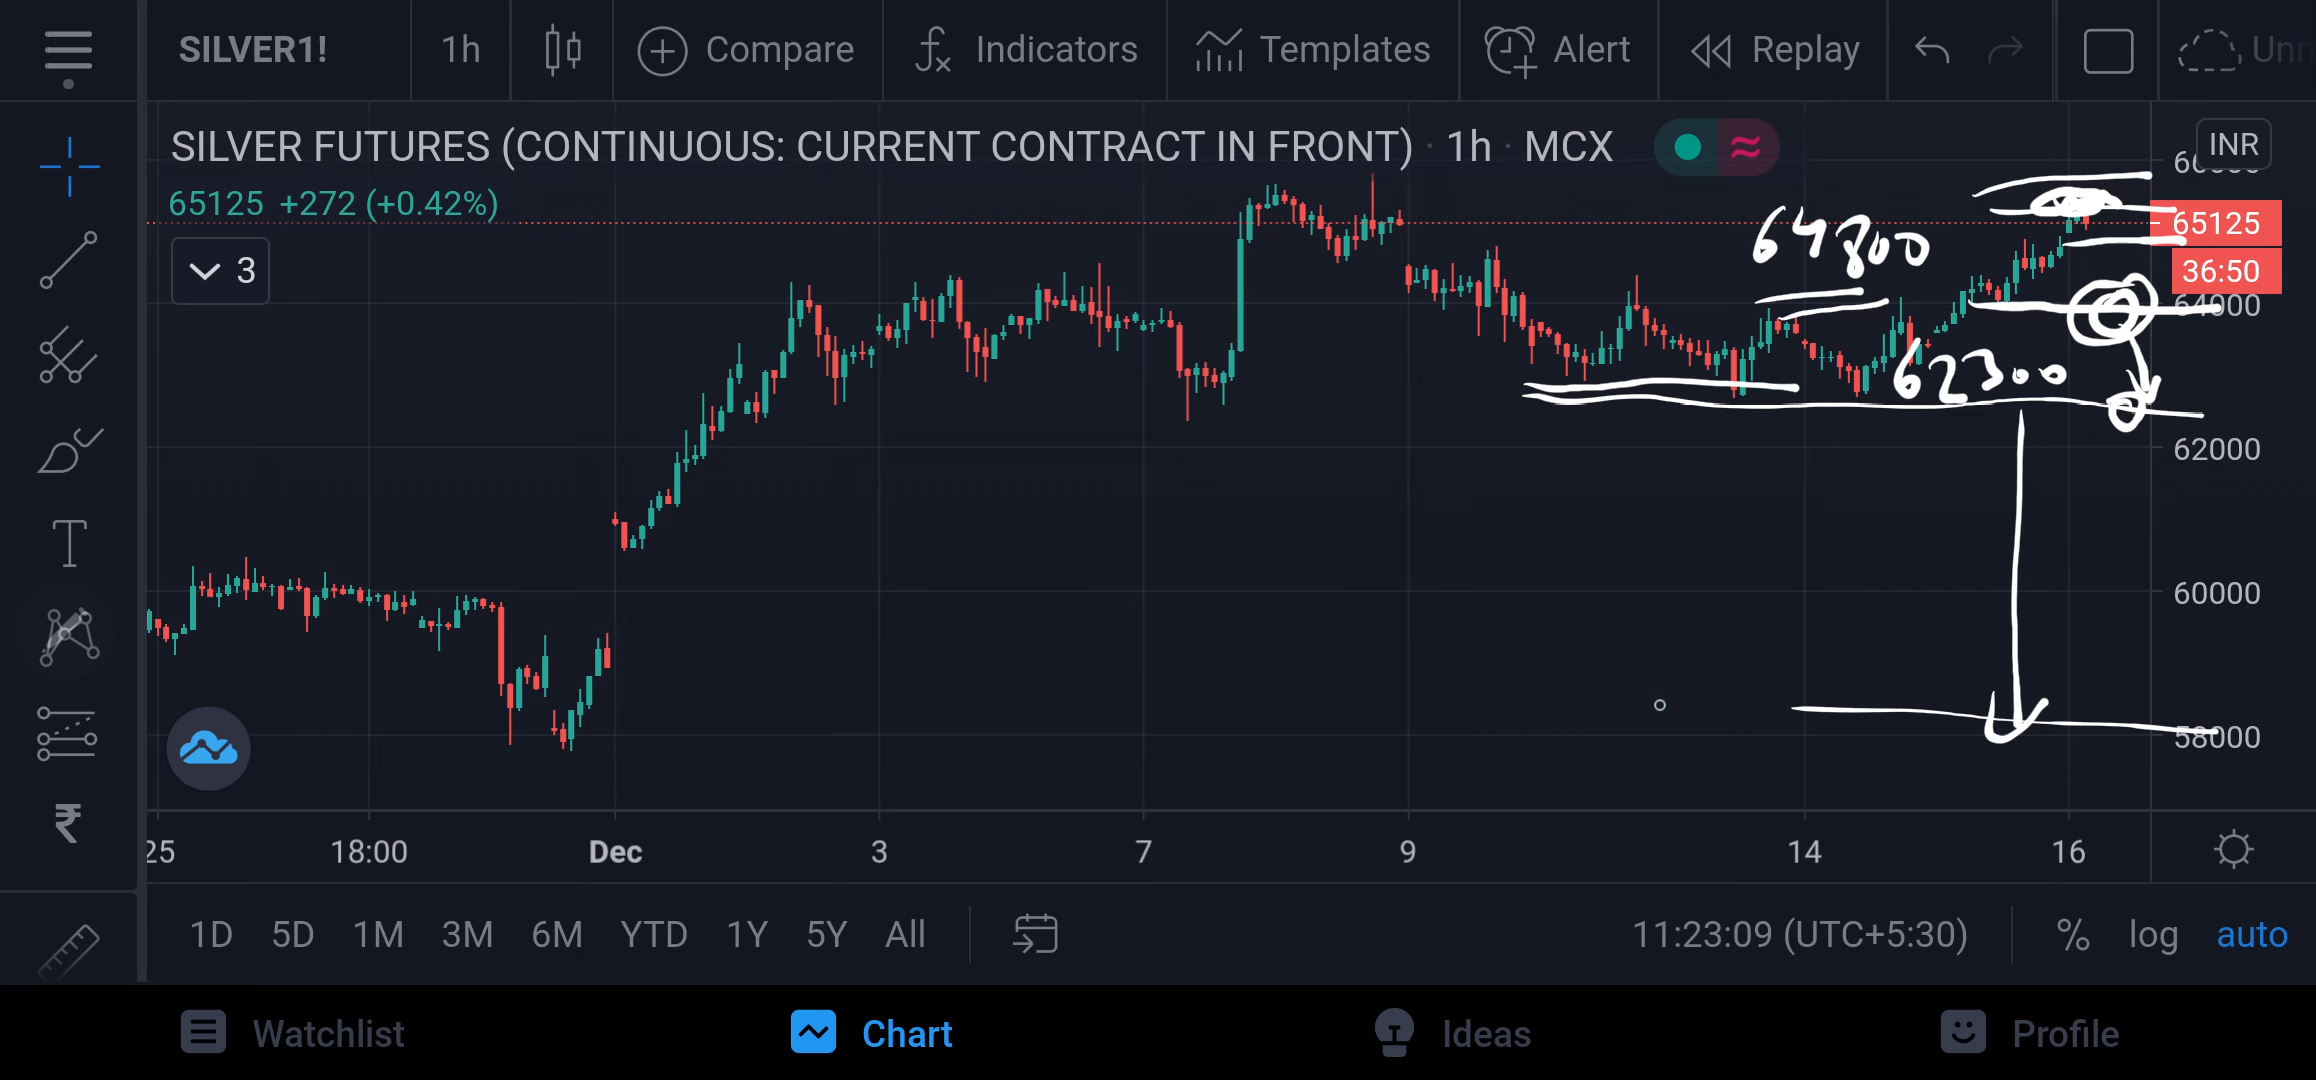 SILVER1! 1h Compare Indicators Templates Alert Replay Un
SILVER FUTURES (CONTINUOUS: CURRENT CONTRACT IN FRONT) · 1h · MCX
INR
65125 +272 (+0.42%)
65125
3
36:50
64800
64000
62300
62000
60000
58000
25 18:00 Dec 3 7 9 14 16
1D 5D 1M 3M 6M YTD 1Y 5Y All 11:23:09 (UTC+5:30) % log auto
Watchlist Chart Ideas Profile